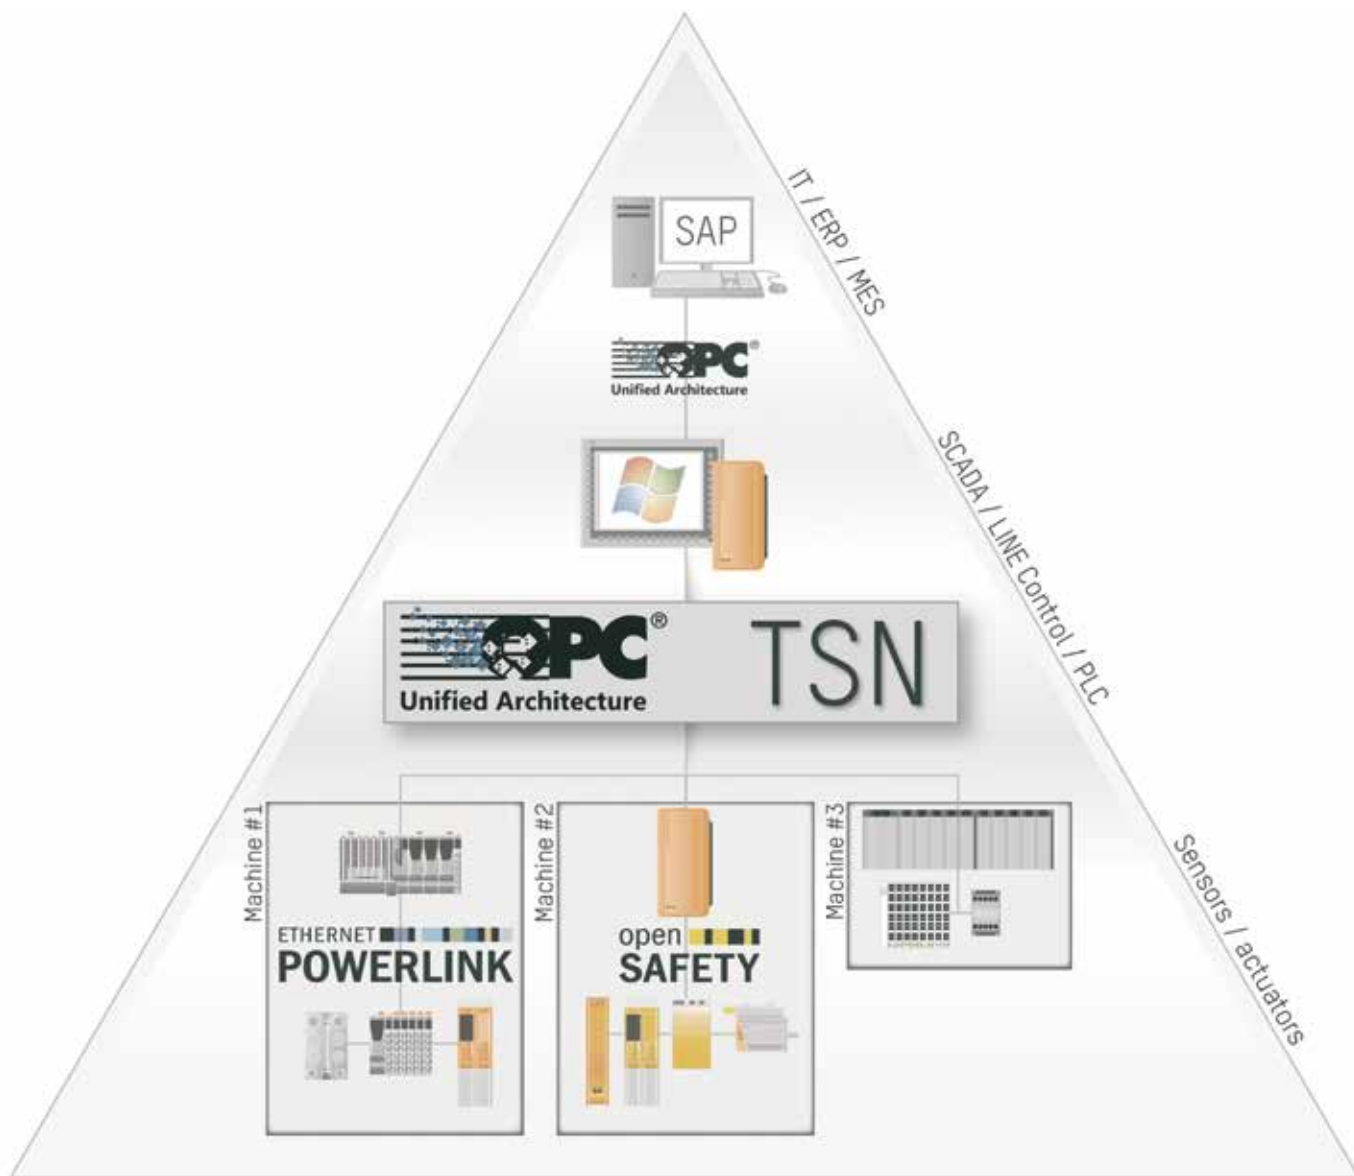 IT / ERP / MES
SAP
OPC®
Unified Architecture
SCADA / LINE Control / PLC
OPC®
Unified Architecture
TSN
Sensors / actuators
Machine #1
ETHERNET
POWERLINK
Machine #2
open
SAFETY
Machine #3